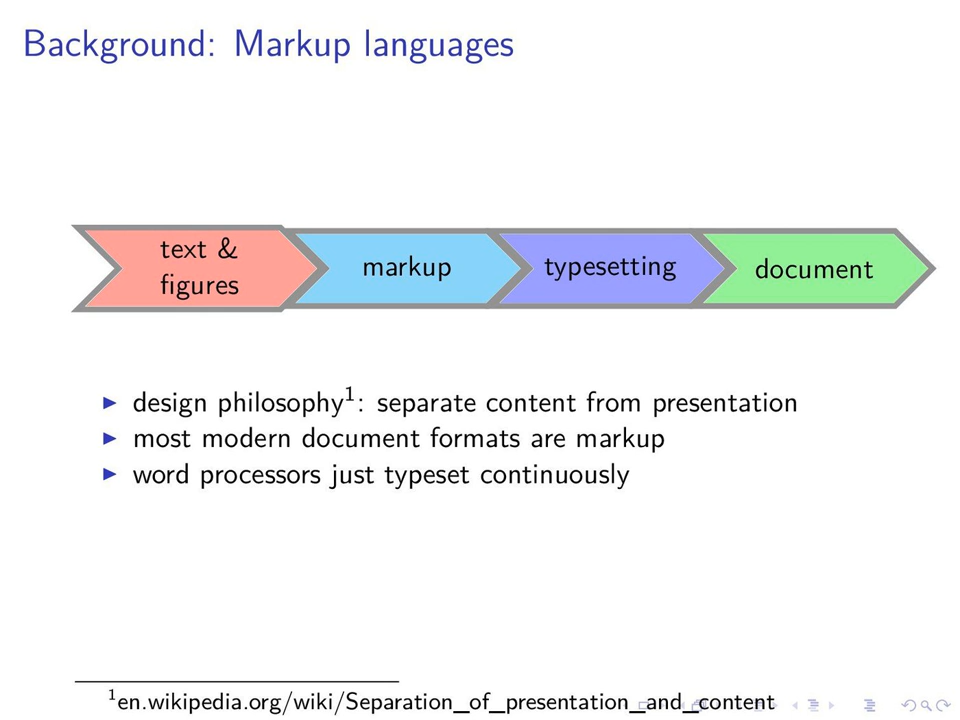 Background: Markup languages
text &
figures
markup
typesetting
document
▶ design philosophy¹: separate content from presentation
▶ most modern document formats are markup
▶ word processors just typeset continuously
¹en.wikipedia.org/wiki/Separation_of_presentation_and_content